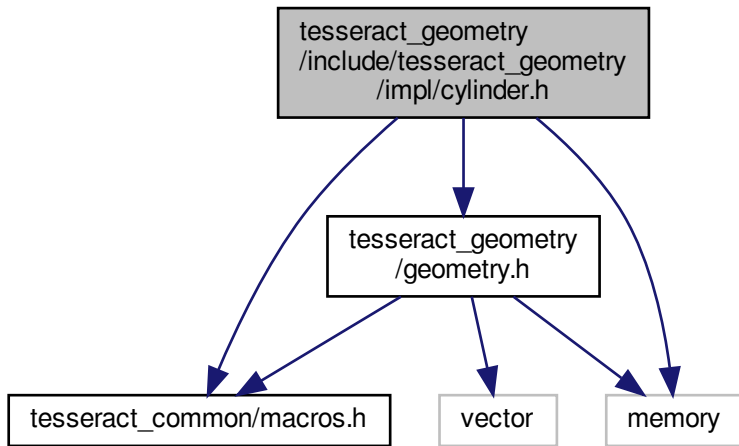 tesseract_geometry
/include/tesseract_geometry
/impl/cylinder.h
tesseract_geometry
/geometry.h
tesseract_common/macros.h
vector
memory